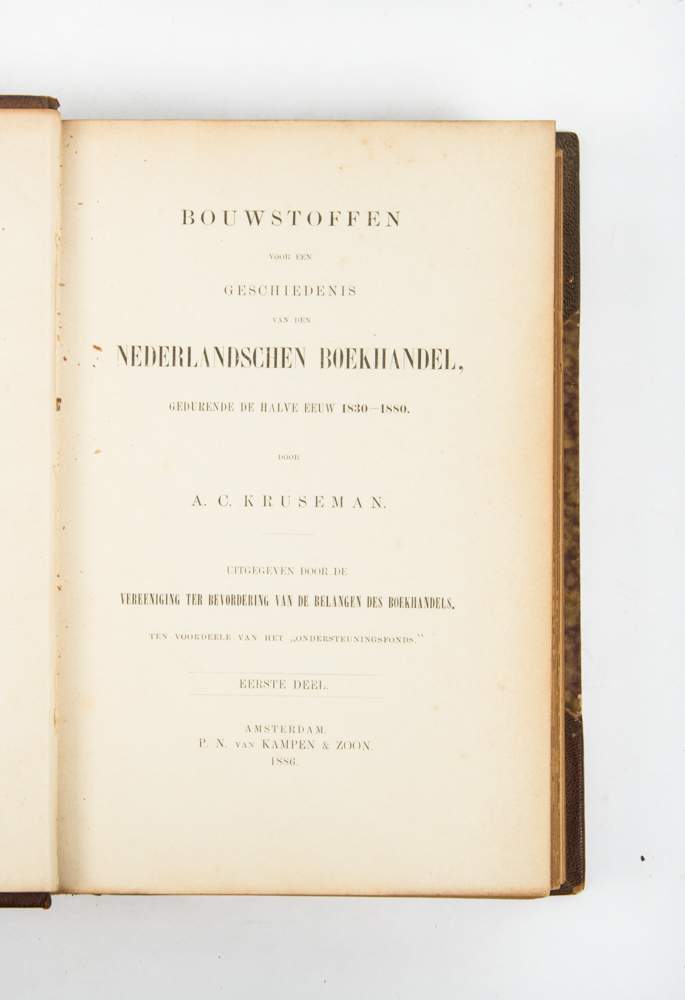 BOUWSTOFFEN
VOOR EEN
GESCHIEDENIS
VAN DEN
NEDERLANDSCHEN BOEKHANDEL,
GEDURENDE DE HALVE EEUW 1830—1880.
DOOR
A. C. KRUSEMAN.
UITGEGEVEN DOOR DE
VEREENIGING TER BEVORDERING VAN DE BELANGEN DES BOEKHANDELS,
TEN VOORDEELE VAN HET „ONDERSTEUNINGSFONDS."
EERSTE DEEL.
AMSTERDAM,
P. N. VAN KAMPEN & ZOON.
1886.